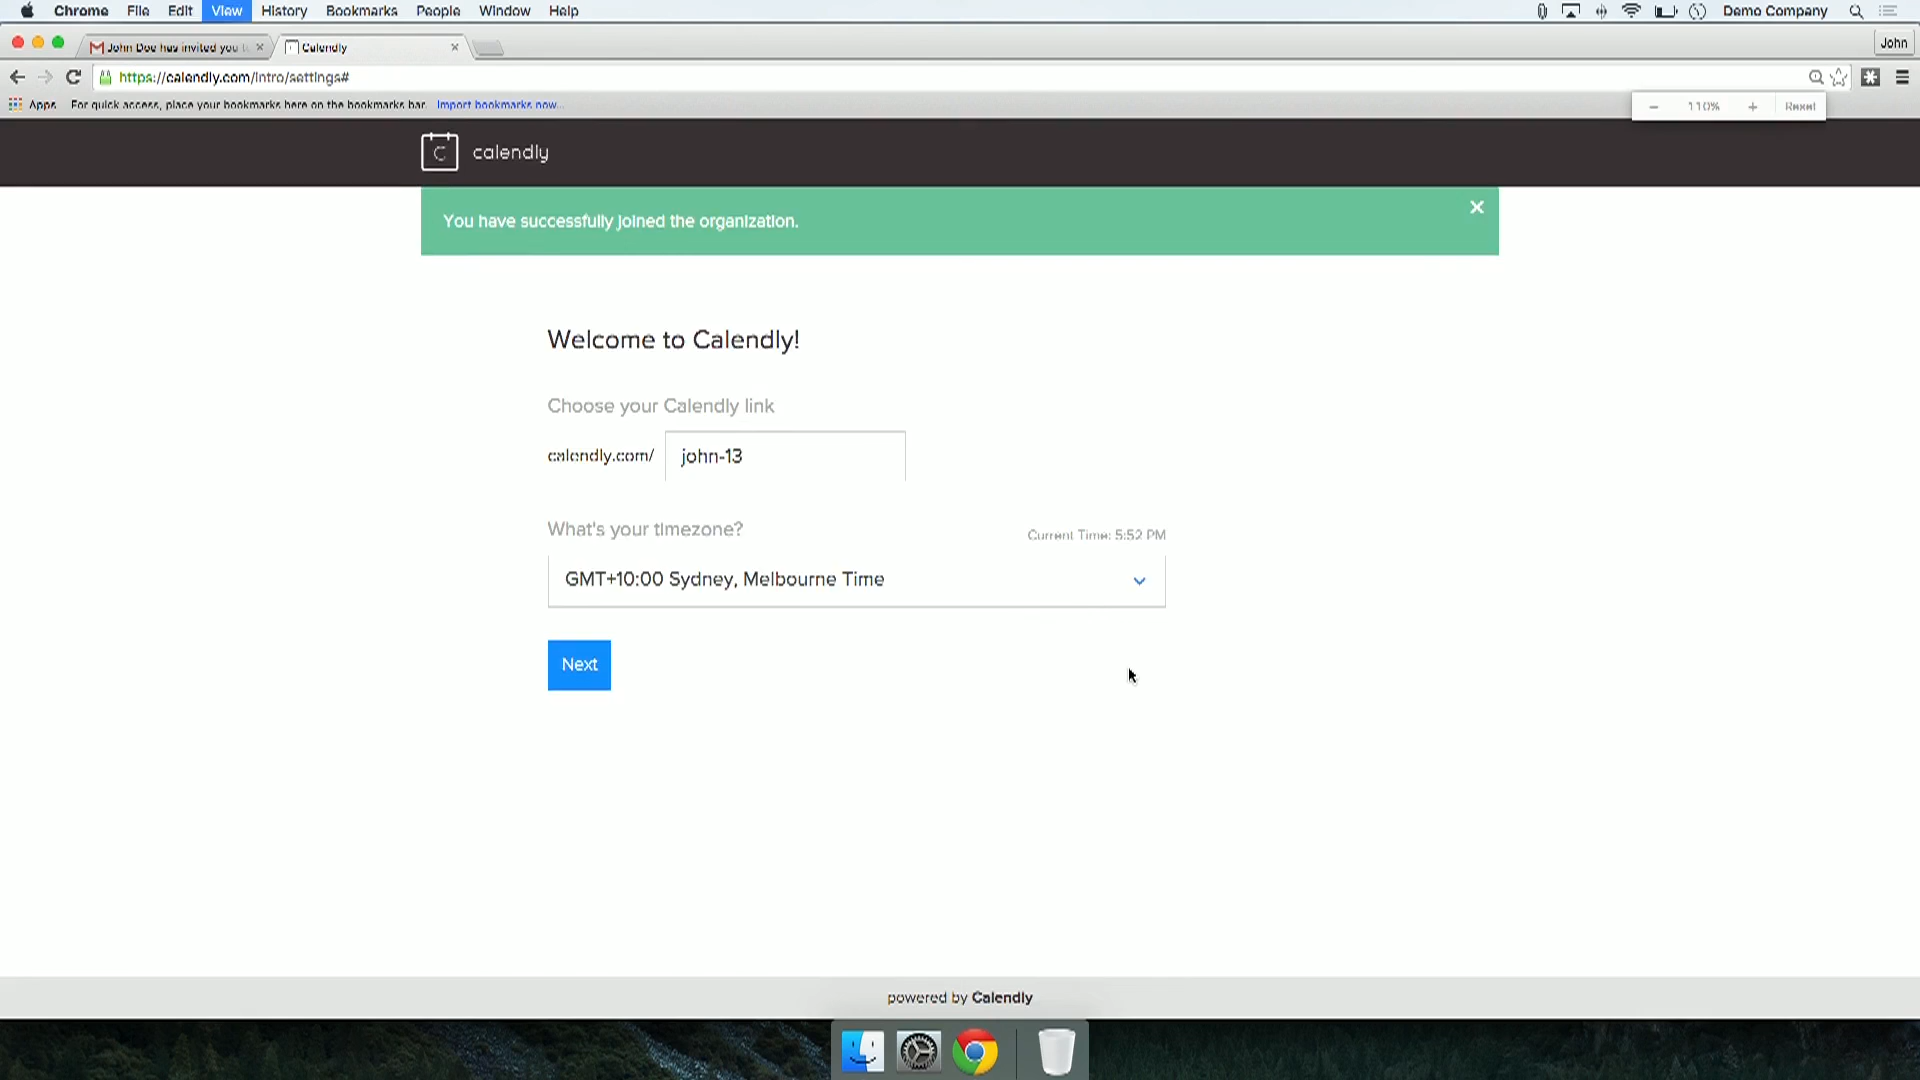 Chrome File Edit View History Bookmarks People Window Help Demo Company
John Doe has invited you t Calendly John
https://calendly.com/intro/settings#
Apps For quick access, place your bookmarks here on the bookmarks bar. Import bookmarks now...
110% Reset
calendly
You have successfully joined the organization.
Welcome to Calendly!
Choose your Calendly link
calendly.com/ john-13
What's your timezone? Current Time: 5:52 PM
GMT+10:00 Sydney, Melbourne Time
Next
powered by Calendly